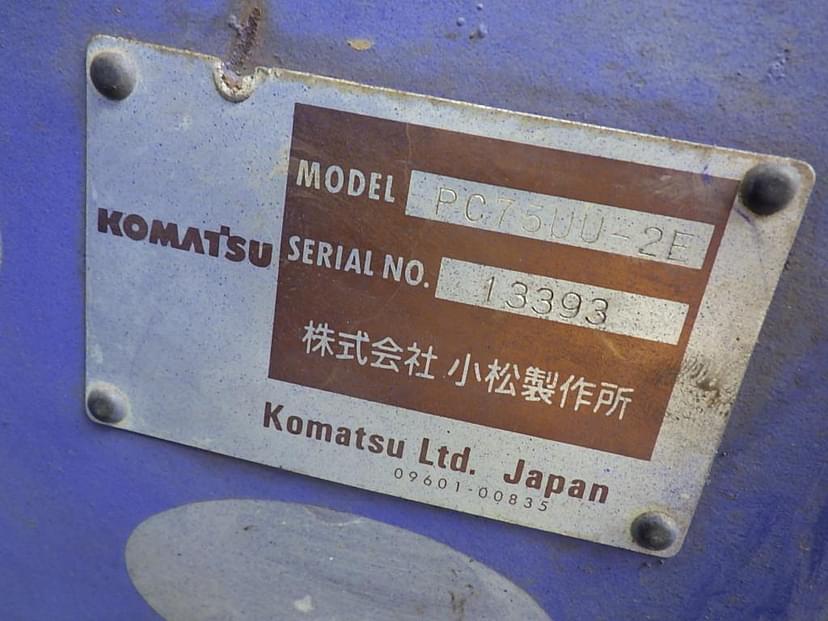 KOMATSU
MODEL PC75UU-2E
SERIAL NO. 13393
株式会社 小松製作所
Komatsu Ltd. Japan
09601-00835